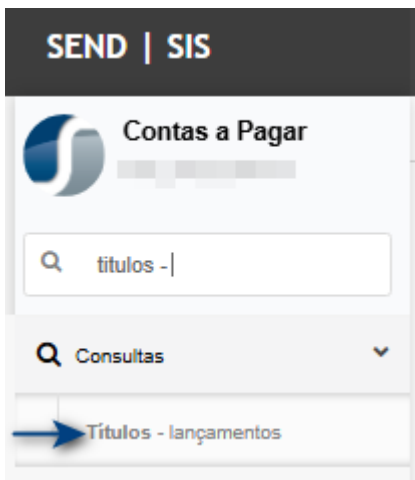 SEND | SIS
Contas a Pagar
titulos -
Consultas
Títulos - lançamentos